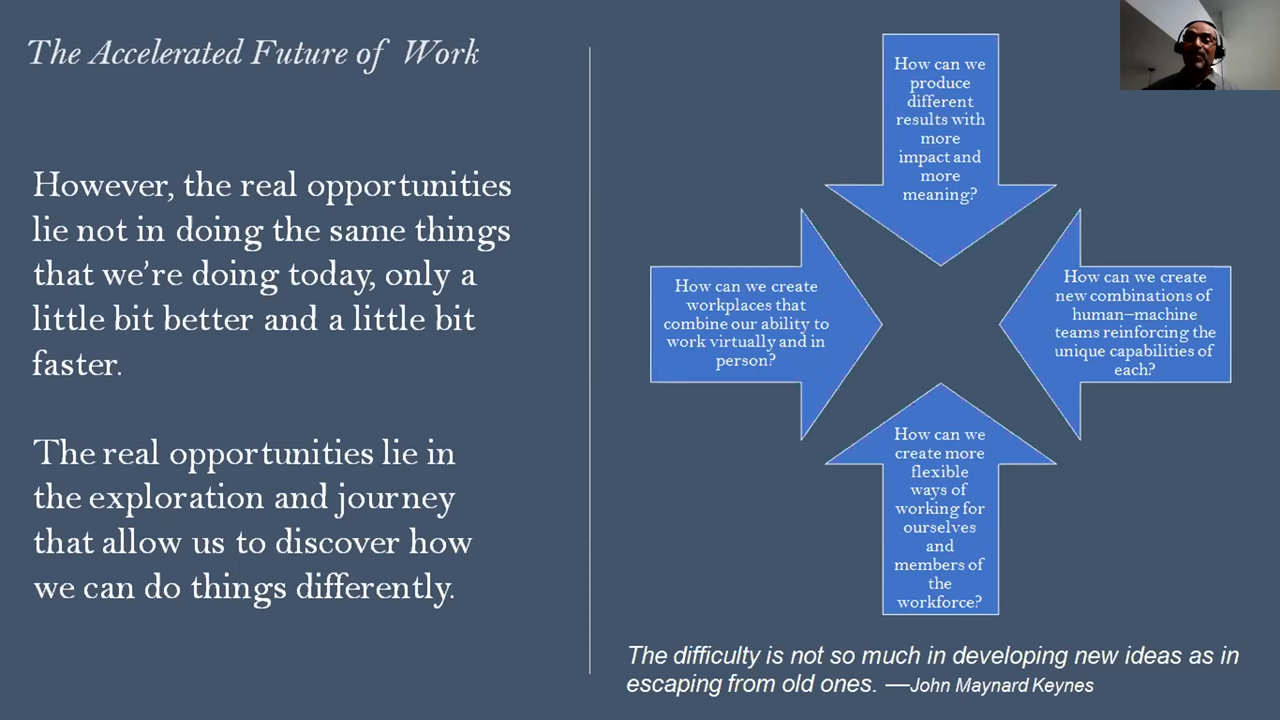 The Accelerated Future of Work
However, the real opportunities
lie not in doing the same things
that we're doing today, only a
little bit better and a little bit
faster.
The real opportunities lie in
the exploration and journey
that allow us to discover how
we can do things differently.
How can we
produce
different
results with
more
impact and
more
meaning?
How can we create
workplaces that
combine our ability to
work virtually and in
person?
How can we create
new combinations of
human–machine
teams reinforcing the
unique capabilities of
each?
How can we
create more
flexible
ways of
working for
ourselves
and
members of
the
workforce?
The difficulty is not so much in developing new ideas as in
escaping from old ones. —John Maynard Keynes